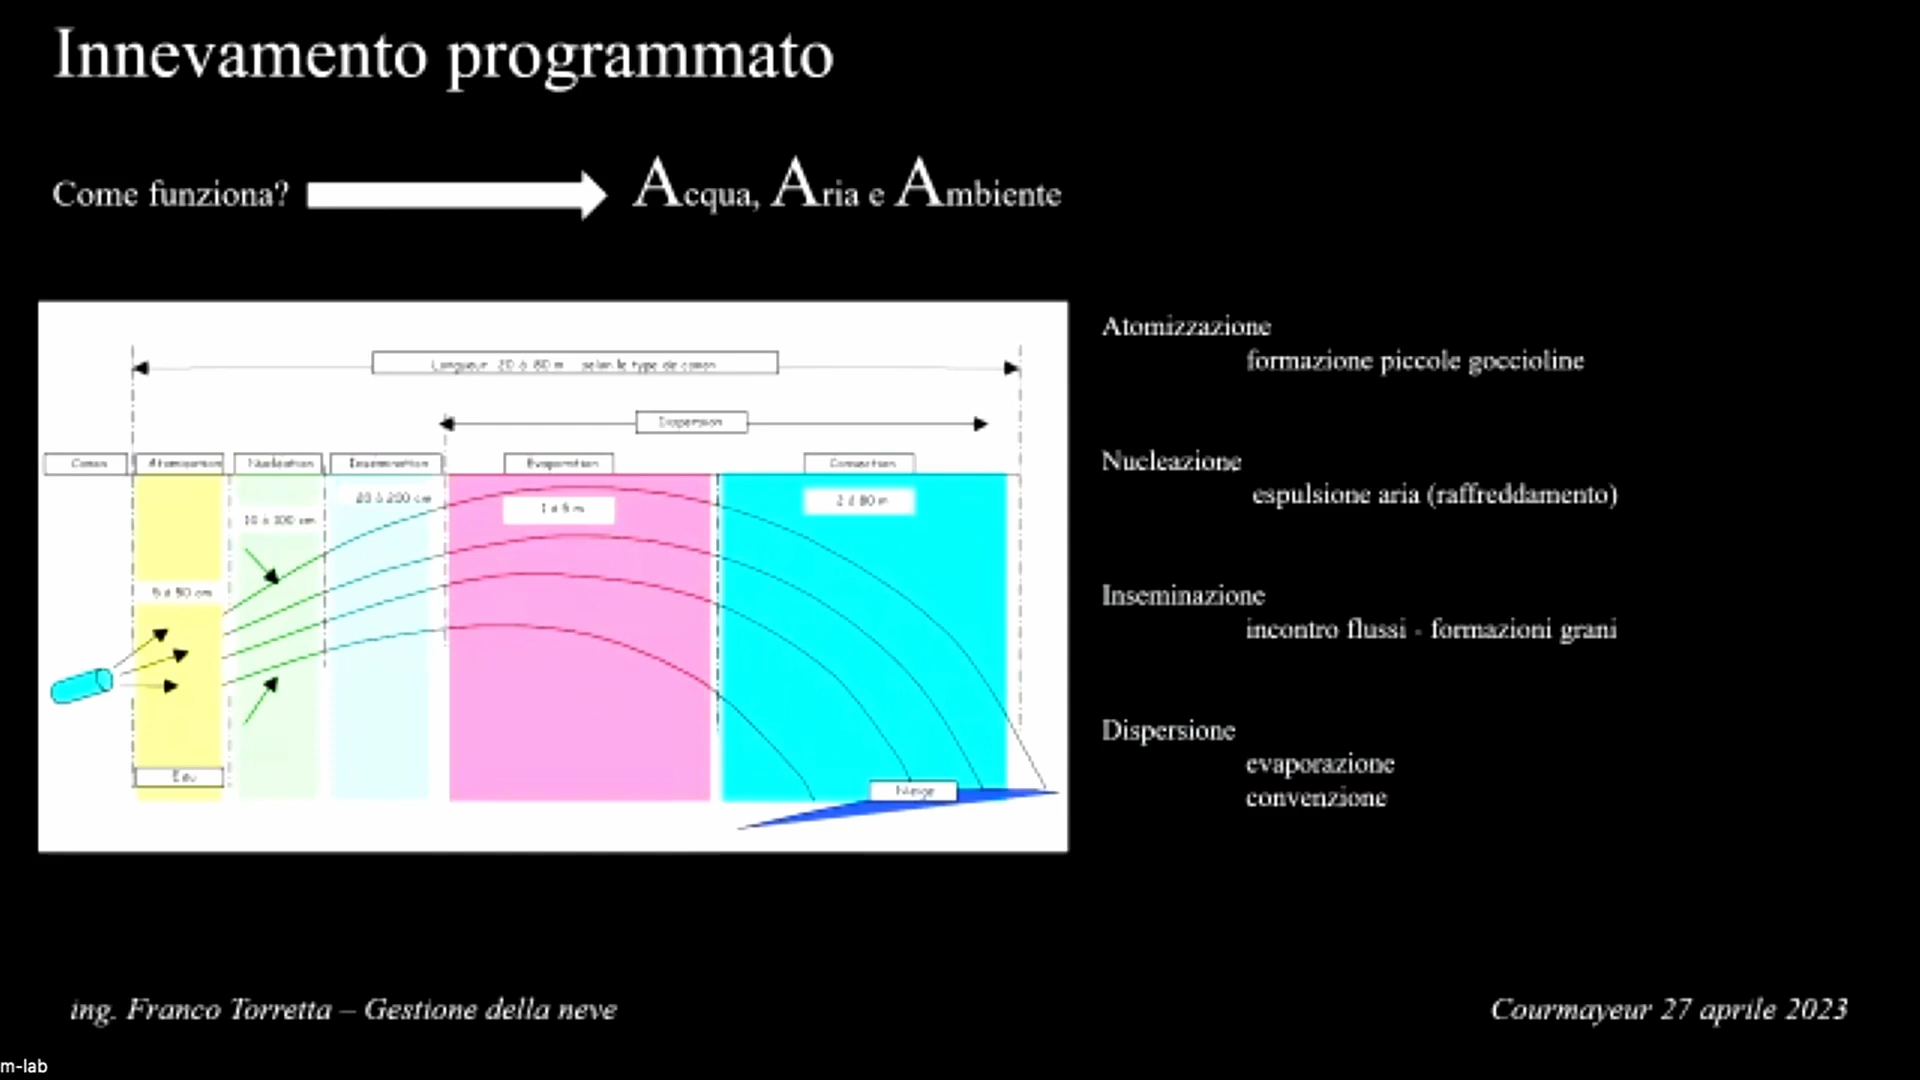 Innevamento programmato
Come funziona?
Acqua, Aria e Ambiente
Longueur 20 à 80 m selon le type de canon
Dispersion
Canon
Atomisation
Nucléation
Insémination
Evaporation
Convection
20 à 200 cm
1 à 5 m
2 à 80 m
10 à 100 cm
5 à 50 cm
Eau
Neige
Atomizzazione
formazione piccole goccioline
Nucleazione
espulsione aria (raffreddamento)
Inseminazione
incontro flussi - formazioni grani
Dispersione
evaporazione
convenzione
ing. Franco Torretta – Gestione della neve
Courmayeur 27 aprile 2023
m-lab